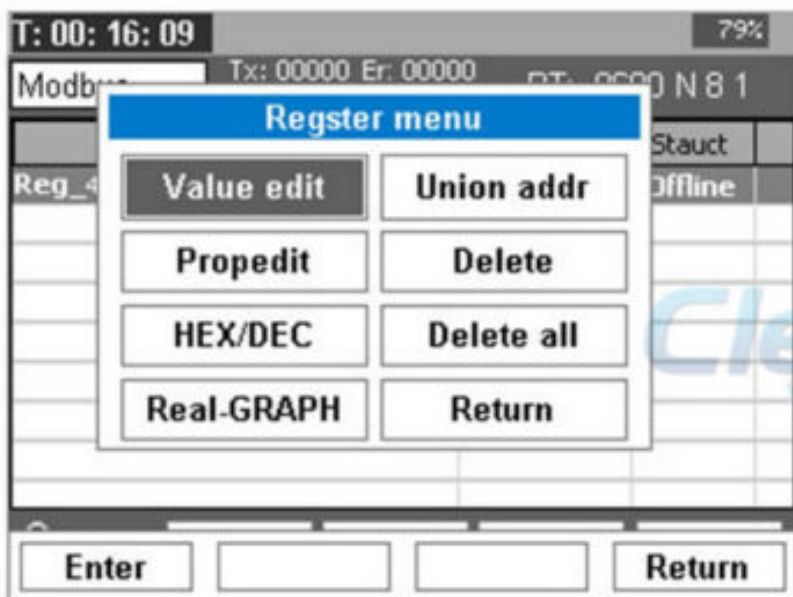 T: 00: 16: 09 79%
Tx: 00000 Er: 00000
N 8 1
Regster menu
Stauct
Value edit Union addr
Offline
Propedit Delete
HEX/DEC Delete all
Real-GRAPH Return
Enter Return